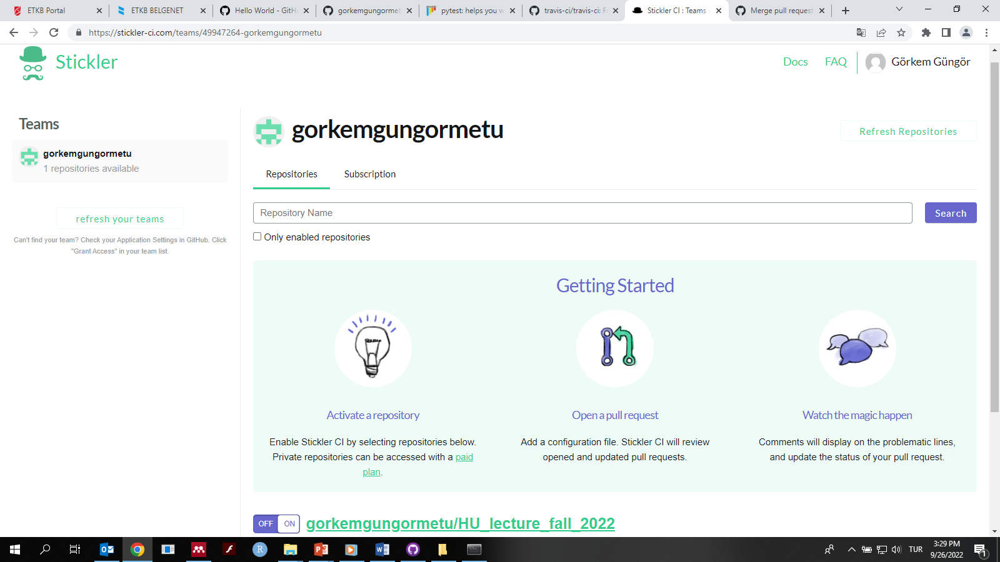 ETKB Portal
ETKB BELGENET
Hello World - GitH
gorkemgungormet
pytest: helps you w
travis-ci/travis-ci: F
Stickler CI : Teams
Merge pull request
https://stickler-ci.com/teams/49947264-gorkemgungormetu
Stickler
Docs
FAQ
Görkem Güngör
Teams
gorkemgungormetu
1 repositories available
refresh your teams
Can't find your team? Check your Application Settings in GitHub. Click
"Grant Access" in your team list.
gorkemgungormetu
Refresh Repositories
Repositories
Subscription
Repository Name
Search
Only enabled repositories
Getting Started
Activate a repository
Enable Stickler CI by selecting repositories below.
Private repositories can be accessed with a paid
plan.
Open a pull request
Add a configuration file. Stickler CI will review
opened and updated pull requests.
Watch the magic happen
Comments will display on the problematic lines,
and update the status of your pull request.
OFF ON
gorkemgungormetu/HU_lecture_fall_2022
TUR
3:29 PM
9/26/2022
1